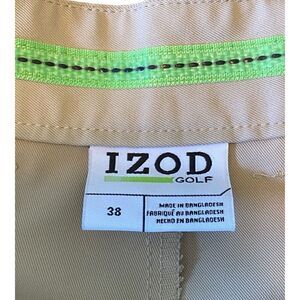 IZOD
GOLF
38
MADE IN BANGLADESH
FABRIQUÉ AU BANGLADESH
HECHO EN BANGLADESH